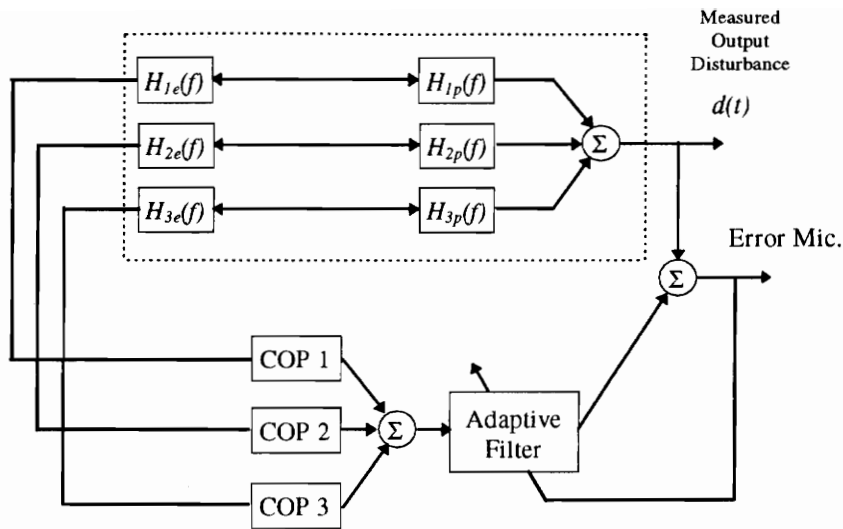 Measured
Output
Disturbance
d(t)
H1e(f)
H1p(f)
H2e(f)
H2p(f)
Σ
H3e(f)
H3p(f)
Error Mic.
Σ
COP 1
COP 2
Σ
Adaptive
Filter
COP 3